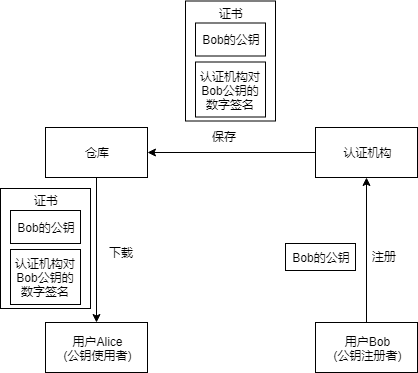 证书
Bob的公钥
认证机构对
Bob公钥的
数字签名
保存
仓库
认证机构
证书
Bob的公钥
认证机构对
Bob公钥的
数字签名
下载
Bob的公钥
注册
用户Alice
(公钥使用者)
用户Bob
(公钥注册者)